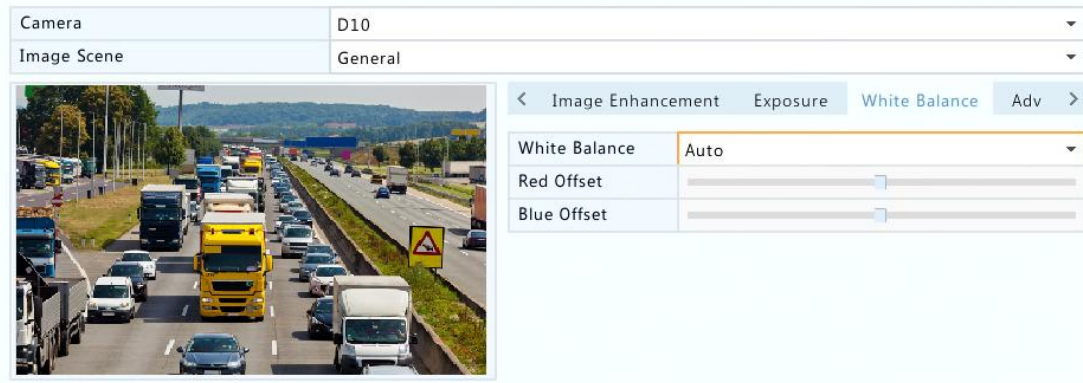 Camera D10
Image Scene General
< Image Enhancement Exposure White Balance Adv >
White Balance Auto
Red Offset
Blue Offset